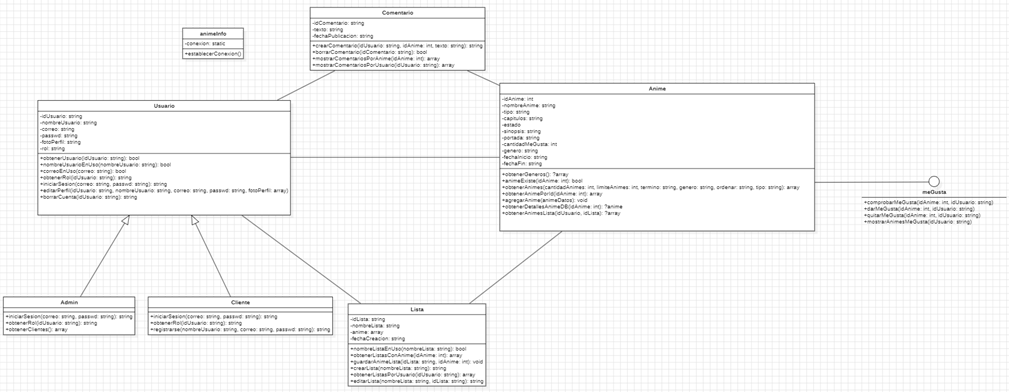 Comentario
-idComentario: string
-texto: string
-fechaPublicacion: string
+crearComentario(idUsuario: string, idAnime: int, texto: string): string
+borrarComentario(idComentario: string): bool
+mostrarComentariosPorAnime(idAnime: int): array
+mostrarComentariosPorUsuario(idUsuario: string): array
animeInfo
-conexion: static
+establecerConexion()
Usuario
-idUsuario: string
-nombreUsuario: string
-correo: string
-passwd: string
-fotoPerfil: string
-rol: string
+obtenerUsuario(idUsuario: string): bool
+nombreUsuarioEnUso(nombreUsuario: string): bool
+correoEnUso(correo: string): bool
+obtenerRol(idUsuario: string): string
+iniciarSesion(correo: string, passwd: string): string
+editarPerfil(idUsuario: string, nombreUsuario: string, correo: string, passwd: string, fotoPerfil: array)
+borrarCuenta(idUsuario: string): string
Anime
-idAnime: int
-nombreAnime: string
-tipo: string
-capitulos: string
-estado
-sinopsis: string
-portada: string
-cantidadMeGusta: int
-genero: string
-fechaInicio: string
-fechaFin: string
+obtenerGeneros(): ?array
+animeExiste(idAnime: int): bool
+obtenerAnimes(cantidadAnimes: int, limiteAnimes: int, termino: string, genero: string, ordenar: string, tipo: string): array
+obtenerAnimePorId(idAnime: int): array
+agregarAnime(animeDatos): void
+obtenerDetallesAnimeDB(idAnime: int): ?anime
+obtenerAnimesLista(idUsuario, idLista): ?array
meGusta
+comprobarMeGusta(idAnime: int, idUsuario: string)
+darMeGusta(idAnime: int, idUsuario: string)
+quitarMeGusta(idAnime: int, idUsuario: string)
+mostrarAnimesMeGusta(idUsuario: string)
Admin
+iniciarSesion(correo: string, passwd: string): string
+obtenerRol(idUsuario: string): string
+obtenerClientes(): array
Cliente
+iniciarSesion(correo: string, passwd: string): string
+obtenerRol(idUsuario: string): string
+registrarse(nombreUsuario: string, correo: string, passwd: string): string
Lista
-idLista: string
-nombreLista: string
-anime: array
-fechaCreacion: string
+nombreListaEnUso(nombreLista: string): bool
+obtenerListasConAnime(idAnime: int): array
+guardarAnimeLista(idLista: string, idAnime: int): void
+crearLista(nombreLista: string): string
+obtenerListasPorUsuario(idUsuario: string): array
+editarLista(nombreLista: string, idLista: string): string